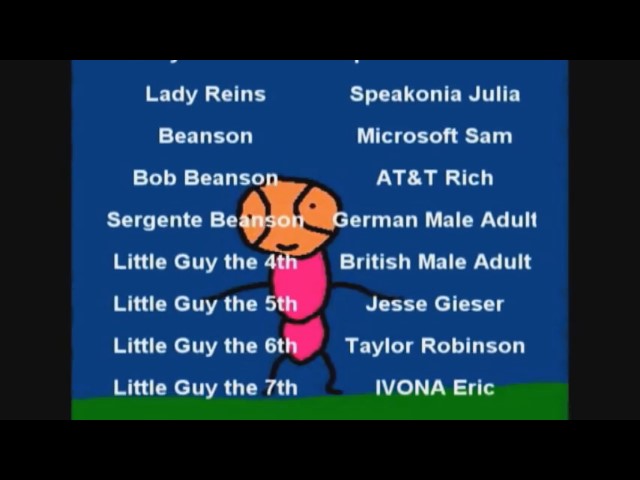 Lady Reins Speakonia Julia
Beanson Microsoft Sam
Bob Beanson AT&T Rich
Sergente Beanson German Male Adult
Little Guy the 4th British Male Adult
Little Guy the 5th Jesse Gieser
Little Guy the 6th Taylor Robinson
Little Guy the 7th IVONA Eric